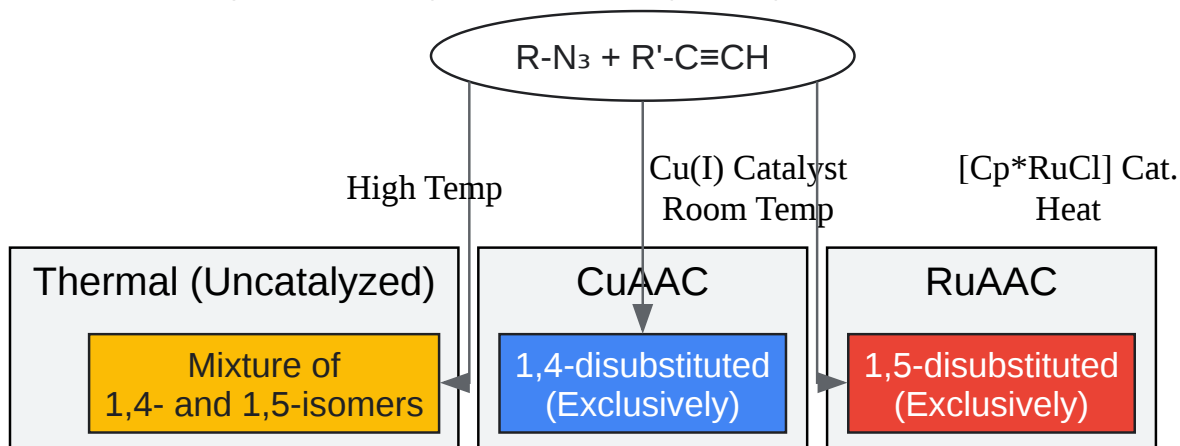 R-N₃ + R'-C≡CH
High Temp
Cu(I) Catalyst
Room Temp
[Cp*RuCl] Cat.
Heat
Thermal (Uncatalyzed)
Mixture of
1,4- and 1,5-isomers
CuAAC
1,4-disubstituted
(Exclusively)
RuAAC
1,5-disubstituted
(Exclusively)